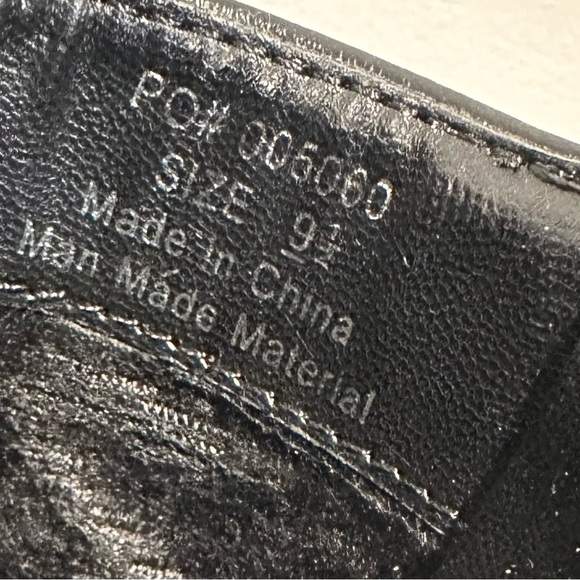 PO# 005060
SIZE 9½
Made in China
Man Made Material